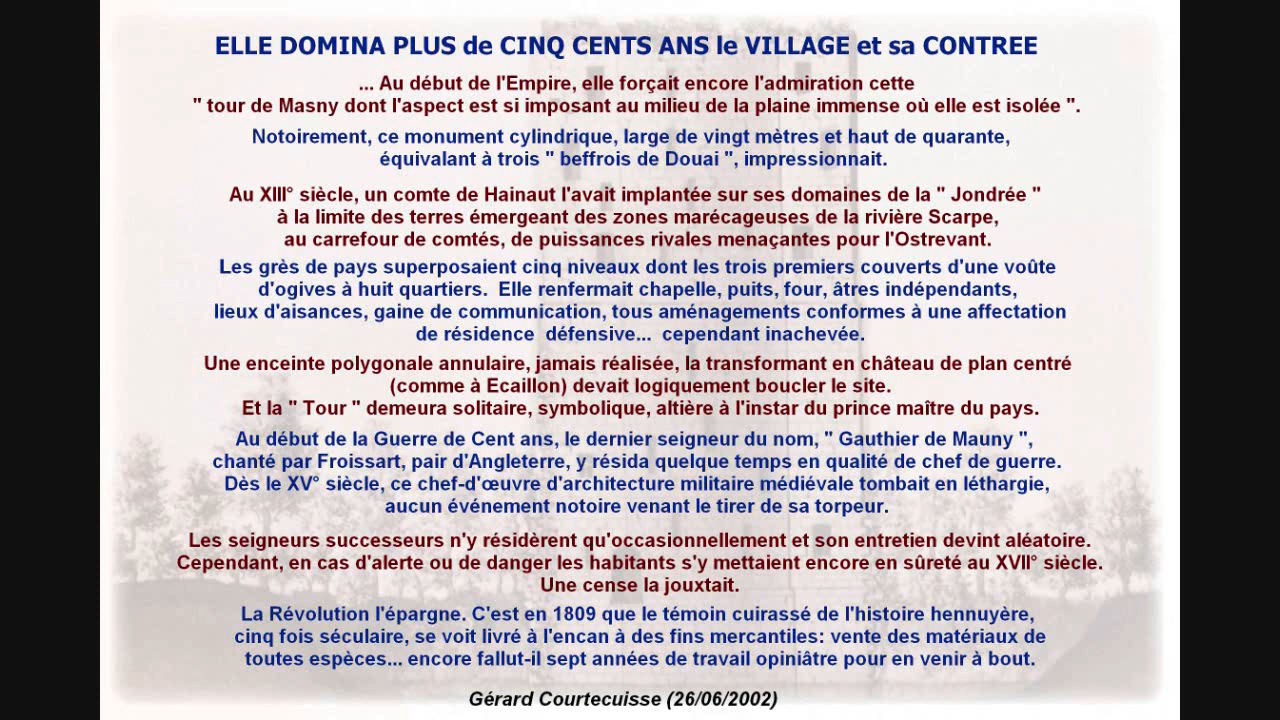 ELLE DOMINA PLUS de CINQ CENTS ANS le VILLAGE et sa CONTREE
... Au début de l'Empire, elle forçait encore l'admiration cette
" tour de Masny dont l'aspect est si imposant au milieu de la plaine immense où elle est isolée ".
Notoirement, ce monument cylindrique, large de vingt mètres et haut de quarante,
équivalant à trois " beffrois de Douai ", impressionnait.
Au XIII° siècle, un comte de Hainaut l'avait implantée sur ses domaines de la " Jondrée "
à la limite des terres émergeant des zones marécageuses de la rivière Scarpe,
au carrefour de comtés, de puissances rivales menaçantes pour l'Ostrevant.
Les grès de pays superposaient cinq niveaux dont les trois premiers couverts d'une voûte
d'ogives à huit quartiers. Elle renfermait chapelle, puits, four, âtres indépendants,
lieux d'aisances, gaine de communication, tous aménagements conformes à une affectation
de résidence défensive... cependant inachevée.
Une enceinte polygonale annulaire, jamais réalisée, la transformant en château de plan centré
(comme à Ecaillon) devait logiquement boucler le site.
Et la " Tour " demeura solitaire, symbolique, altière à l'instar du prince maître du pays.
Au début de la Guerre de Cent ans, le dernier seigneur du nom, " Gauthier de Mauny ",
chanté par Froissart, pair d'Angleterre, y résida quelque temps en qualité de chef de guerre.
Dès le XV° siècle, ce chef-d'œuvre d'architecture militaire médiévale tombait en léthargie,
aucun événement notoire venant le tirer de sa torpeur.
Les seigneurs successeurs n'y résidèrent qu'occasionnellement et son entretien devint aléatoire.
Cependant, en cas d'alerte ou de danger les habitants s'y mettaient encore en sûreté au XVII° siècle.
Une cense la jouxtait.
La Révolution l'épargne. C'est en 1809 que le témoin cuirassé de l'histoire hennuyère,
cinq fois séculaire, se voit livré à l'encan à des fins mercantiles: vente des matériaux de
toutes espèces... encore fallut-il sept années de travail opiniâtre pour en venir à bout.
Gérard Courtecuisse (26/06/2002)